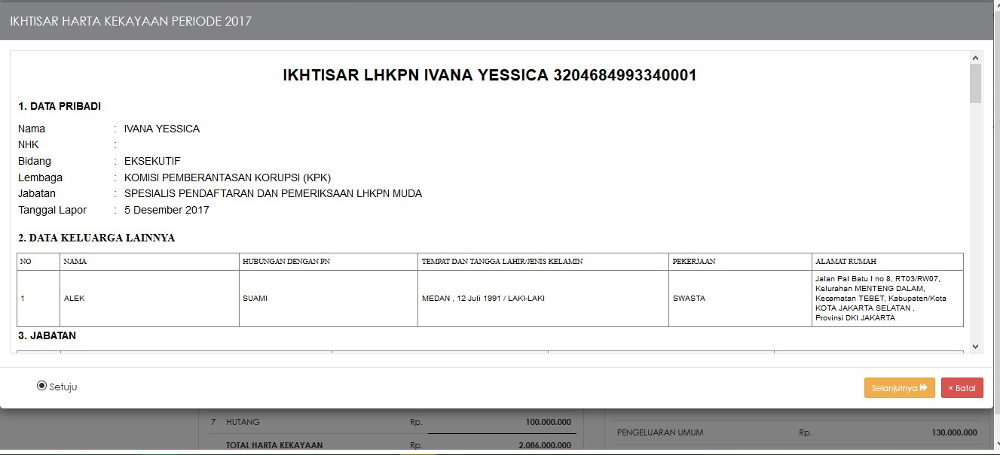 IKHTISAR HARTA KEKAYAAN PERIODE 2017
IKHTISAR LHKPN IVANA YESSICA 3204684993340001
1. DATA PRIBADI
Nama : IVANA YESSICA
NHK :
Bidang : EKSEKUTIF
Lembaga : KOMISI PEMBERANTASAN KORUPSI (KPK)
Jabatan : SPESIALIS PENDAFTARAN DAN PEMERIKSAAN LHKPN MUDA
Tanggal Lapor : 5 Desember 2017
2. DATA KELUARGA LAINNYA
NO NAMA HUBUNGAN DENGAN PN TEMPAT DAN TANGGA LAHIR/JENIS KELAMIN PEKERJAAN ALAMAT RUMAH
1 ALEK SUAMI MEDAN , 12 Juli 1991 / LAKI-LAKI SWASTA
Jalan Pal Batu I no 8, RT03/RW07,
Kelurahan MENTENG DALAM,
Kecamatan TEBET, Kabupaten/Kota
KOTA JAKARTA SELATAN ,
Provinsi DKI JAKARTA
3. JABATAN
Setuju
Selanjutnya
× Batal
7 HUTANG Rp. 100.000.000
TOTAL HARTA KEKAYAAN Rp. 2.086.000.000
PENGELUARAN UMUM Rp. 130.000.000